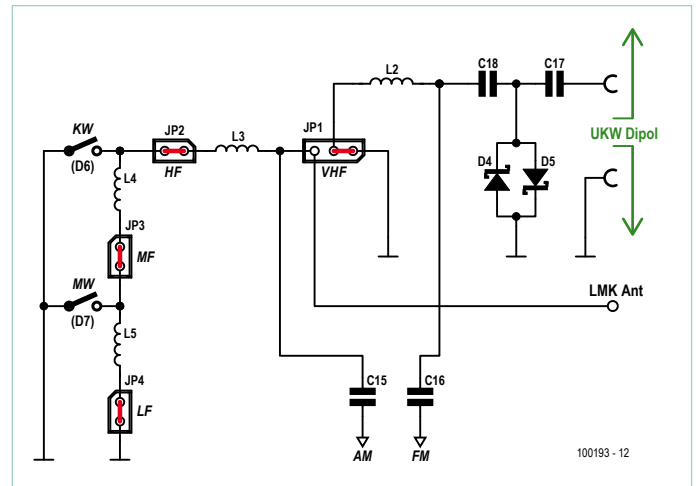 C18
C17
L2
UKW Dipol
KW
(D6)
JP2
HF
L3
JP1
VHF
D4
D5
L4
JP3
MF
MW
(D7)
LMK Ant
L5
JP4
LF
C15
C16
AM
FM
100193 - 12